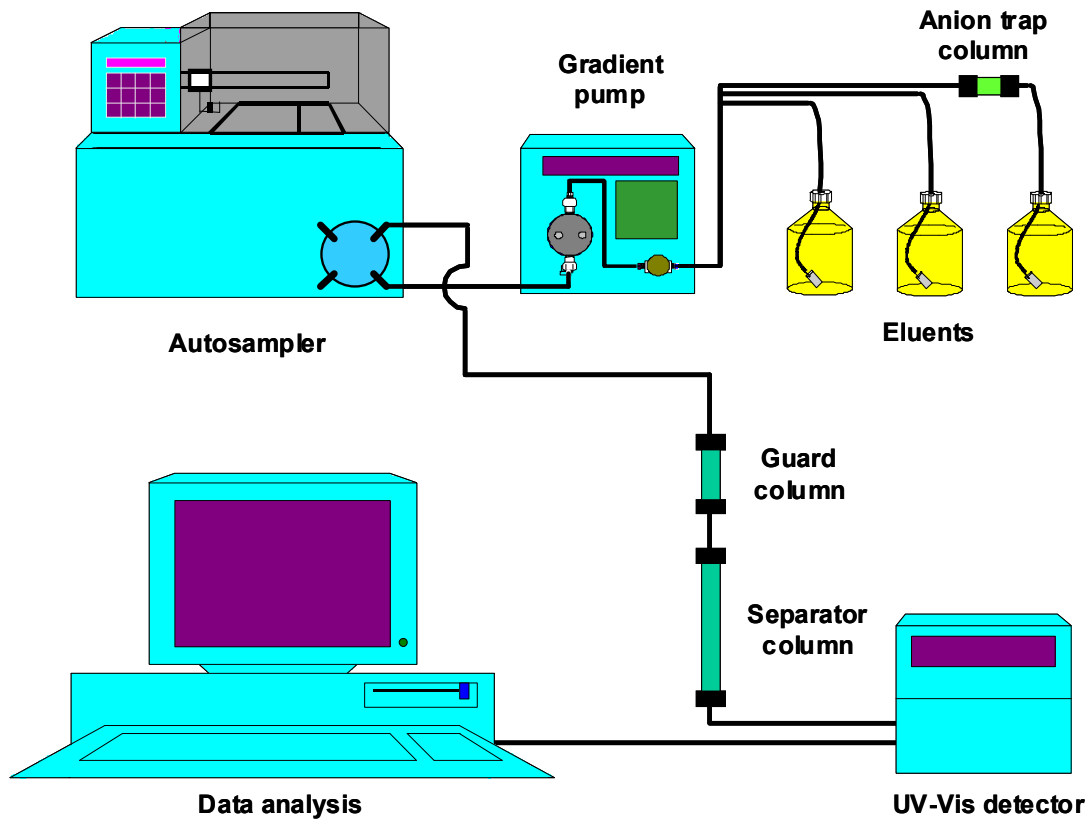 Anion trap
column
Gradient
pump
Autosampler
Eluents
Guard
column
Separator
column
Data analysis
UV-Vis detector